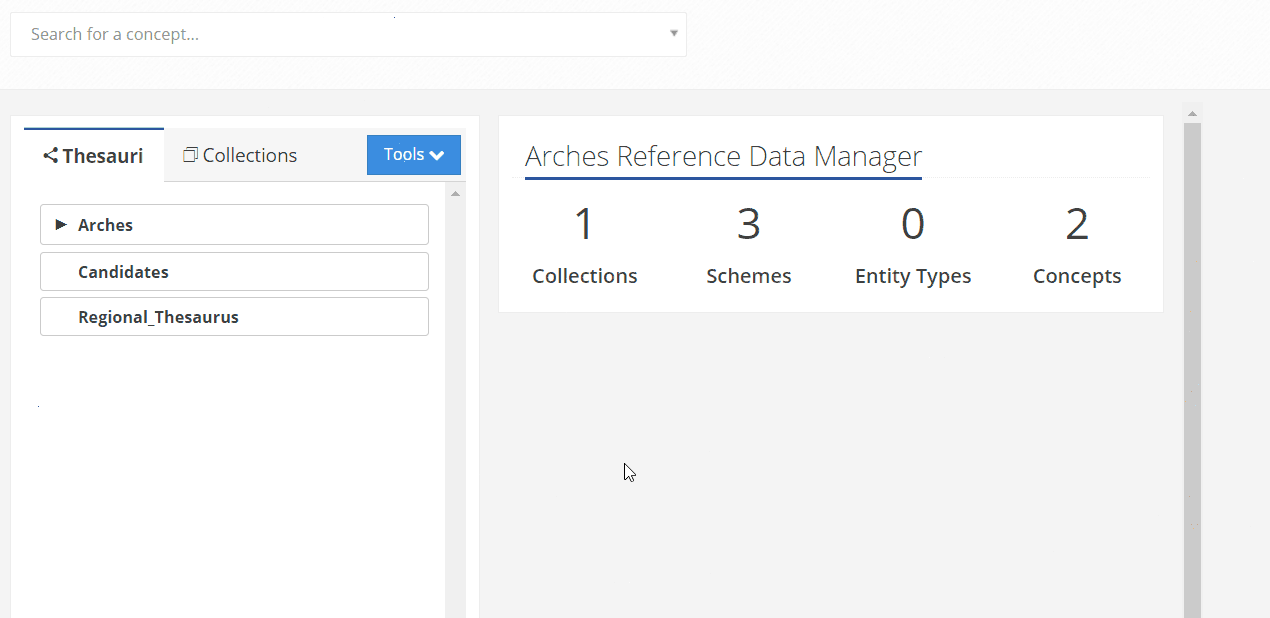 Search for a concept...
Thesauri
Collections
Tools
Arches
Candidates
Regional_Thesaurus
Arches Reference Data Manager
1
3
0
2
Collections
Schemes
Entity Types
Concepts